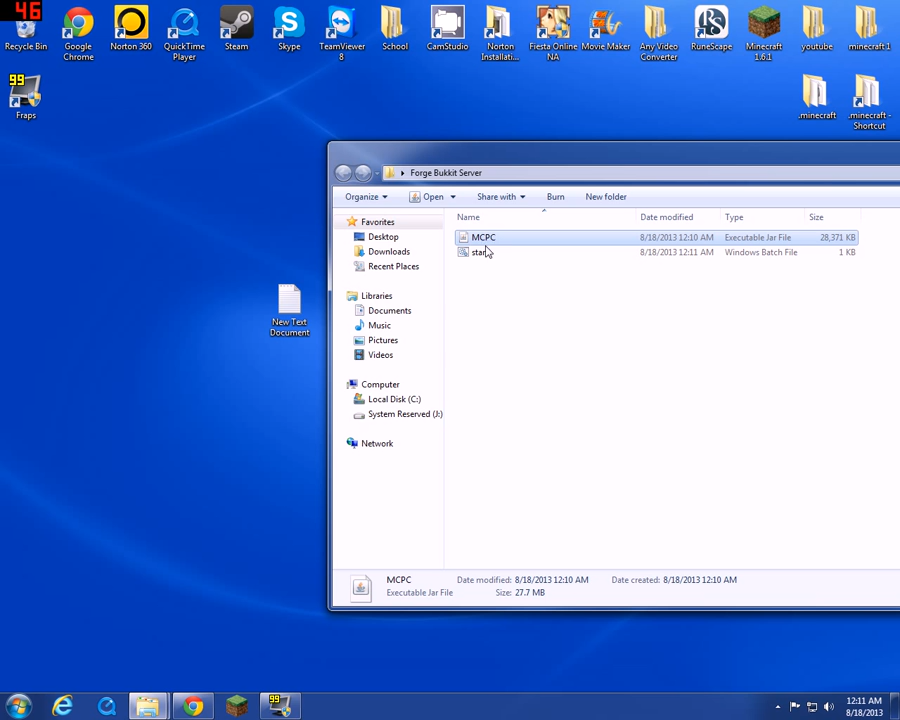 46
Recycle Bin
Google Chrome
Norton 360
QuickTime Player
Steam
Skype
TeamViewer 8
School
CamStudio
Norton Installati...
Fiesta Online NA
Movie Maker
Any Video Converter
RuneScape
Minecraft 1.6.1
youtube
minecraft 1
99
Fraps
.minecraft
.minecraft - Shortcut
New Text Document
Forge Bukkit Server
Organize
Open
Share with
Burn
New folder
Name
Date modified
Type
Size
Favorites
Desktop
Downloads
Recent Places
Libraries
Documents
Music
Pictures
Videos
Computer
Local Disk (C:)
System Reserved (J:)
Network
MCPC 8/18/2013 12:10 AM Executable Jar File 28,371 KB
8/18/2013 12:11 AM Windows Batch File 1 KB
MCPC Date modified: 8/18/2013 12:10 AM Date created: 8/18/2013 12:10 AM
Executable Jar File Size: 27.7 MB
99
12:11 AM
8/18/2013